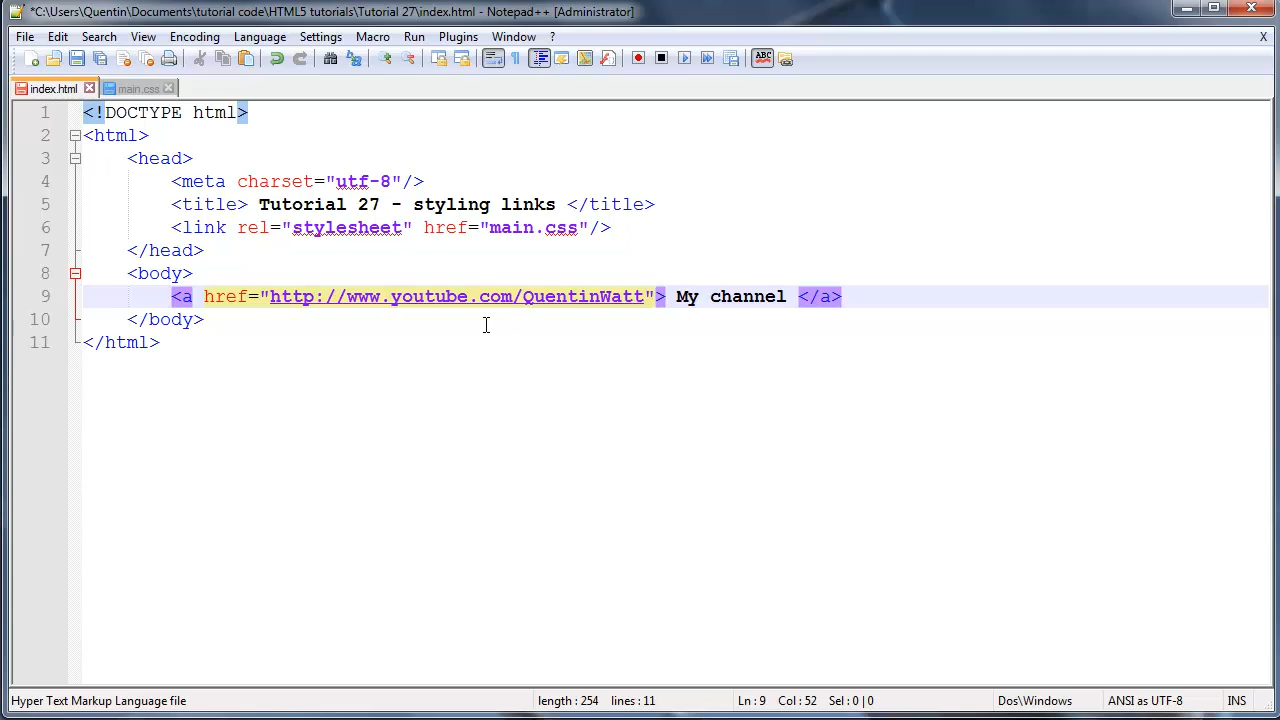 *C:\Users\Quentin\Documents\tutorial code\HTML5 tutorials\Tutorial 27\index.html - Notepad++ [Administrator]
File Edit Search View Encoding Language Settings Macro Run Plugins Window ? X
index.html main.css
1 <!DOCTYPE html>
2 <html>
3 <head>
4 <meta charset="utf-8"/>
5 <title> Tutorial 27 - styling links </title>
6 <link rel="stylesheet" href="main.css"/>
7 </head>
8 <body>
9 <a href="http://www.youtube.com/QuentinWatt"> My channel </a>
10 </body>
11 </html>
Hyper Text Markup Language file length : 254 lines : 11 Ln : 9 Col : 52 Sel : 0 | 0 Dos\Windows ANSI as UTF-8 INS